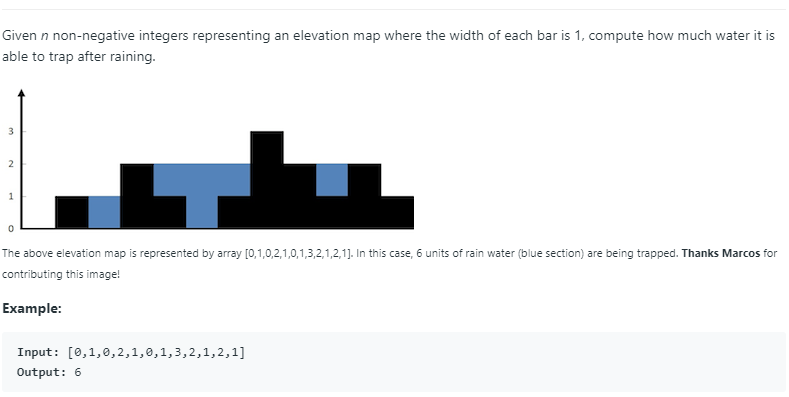 Given n non-negative integers representing an elevation map where the width of each bar is 1, compute how much water it is
able to trap after raining.
3
2
1
0
The above elevation map is represented by array [0,1,0,2,1,0,1,3,2,1,2,1]. In this case, 6 units of rain water (blue section) are being trapped. Thanks Marcos for
contributing this image!
Example:
Input: [0,1,0,2,1,0,1,3,2,1,2,1]
Output: 6